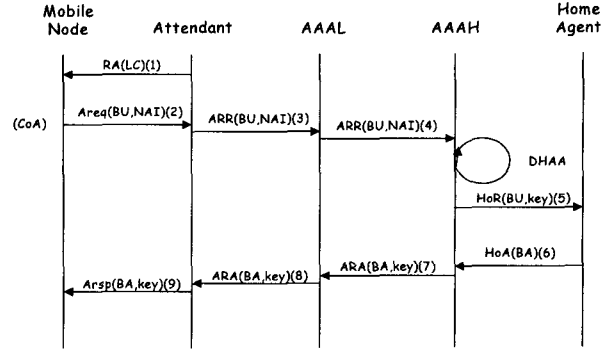 Mobile Node Attendant AAAL AAAH Home Agent
RA(LC)(1)
(CoA) Areq(BU,NAI)(2) ARR(BU,NAI)(3) ARR(BU,NAI)(4)
DHAA
HoR(BU,key)(5)
HoA(BA)(6)
Arsp(BA,key)(9) ARA(BA,key)(8) ARA(BA,key)(7)